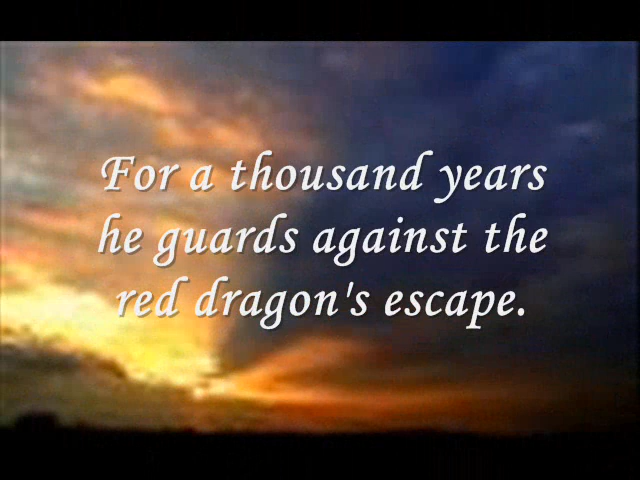 For a thousand years
he guards against the
red dragon's escape.